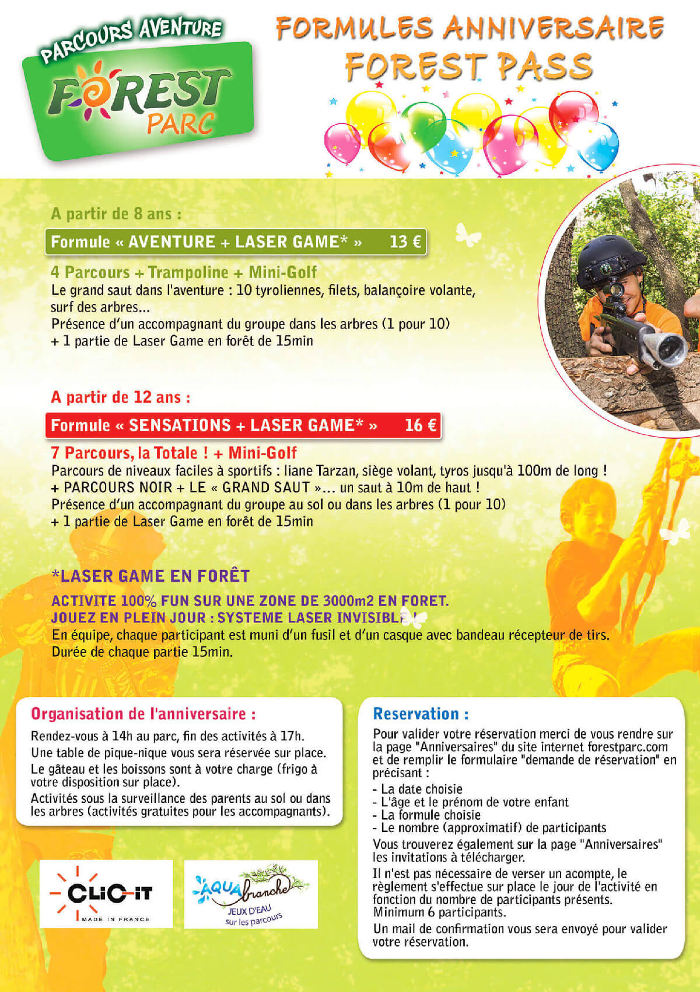 PARCOURS AVENTURE
FOREST
PARC
FORMULES ANNIVERSAIRE
FOREST PASS
A partir de 8 ans :
Formule « AVENTURE + LASER GAME* » 13 €
4 Parcours + Trampoline + Mini-Golf
Le grand saut dans l'aventure : 10 tyroliennes, filets, balançoire volante,
surf des arbres...
Présence d'un accompagnant du groupe dans les arbres (1 pour 10)
+ 1 partie de Laser Game en forêt de 15min
A partir de 12 ans :
Formule « SENSATIONS + LASER GAME* » 16 €
7 Parcours, la Totale ! + Mini-Golf
Parcours de niveaux faciles à sportifs : liane Tarzan, siège volant, tyros jusqu'à 100m de long !
+ PARCOURS NOIR + LE « GRAND SAUT »... un saut à 10m de haut !
Présence d'un accompagnant du groupe au sol ou dans les arbres (1 pour 10)
+ 1 partie de Laser Game en forêt de 15min
*LASER GAME EN FORÊT
ACTIVITE 100% FUN SUR UNE ZONE DE 3000m2 EN FORET.
JOUEZ EN PLEIN JOUR : SYSTEME LASER INVISIBLE !
En équipe, chaque participant est muni d'un fusil et d'un casque avec bandeau récepteur de tirs.
Durée de chaque partie 15min.
Organisation de l'anniversaire :
Rendez-vous à 14h au parc, fin des activités à 17h.
Une table de pique-nique vous sera réservée sur place.
Le gâteau et les boissons sont à votre charge (frigo à
votre disposition sur place).
Activités sous la surveillance des parents au sol ou dans
les arbres (activités gratuites pour les accompagnants).
CLiC-iT
MADE IN FRANCE
AQUA
branche
JEUX D'EAU
sur les parcours
Reservation :
Pour valider votre réservation merci de vous rendre sur
la page "Anniversaires" du site internet forestparc.com
et de remplir le formulaire "demande de réservation" en
précisant :
- La date choisie
- L'âge et le prénom de votre enfant
- La formule choisie
- Le nombre (approximatif) de participants
Vous trouverez également sur la page "Anniversaires"
les invitations à télécharger.
Il n'est pas nécessaire de verser un acompte, le
règlement s'effectue sur place le jour de l'activité en
fonction du nombre de participants présents.
Minimum 6 participants.
Un mail de confirmation vous sera envoyé pour valider
votre réservation.